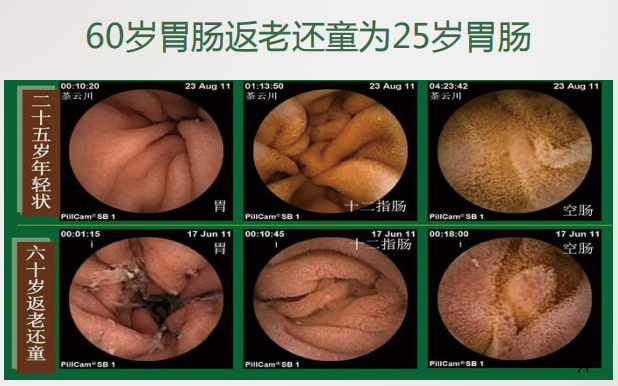 60岁胃肠返老还童为25岁胃肠
二十五岁年轻状
00:10:20 23 Aug 11
茶云川
胃
PillCam® SB 1
01:13:50 23 Aug 11
茶云川
十二指肠
PillCam® SB 1
04:23:42 23 Aug 11
茶云川
空肠
PillCam® SB 1
六十岁返老还童
00:01:15 17 Jun 11
胃
PillCam® SB 1
00:10:45 17 Jun 11
十二指肠
PillCam® SB 1
00:18:00 17 Jun 11
空肠
PillCam® SB 1